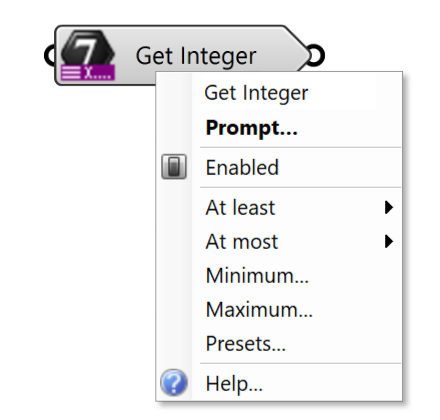 7
X....
Get Integer
Get Integer
Prompt...
Enabled
At least
At most
Minimum...
Maximum...
Presets...
? Help...